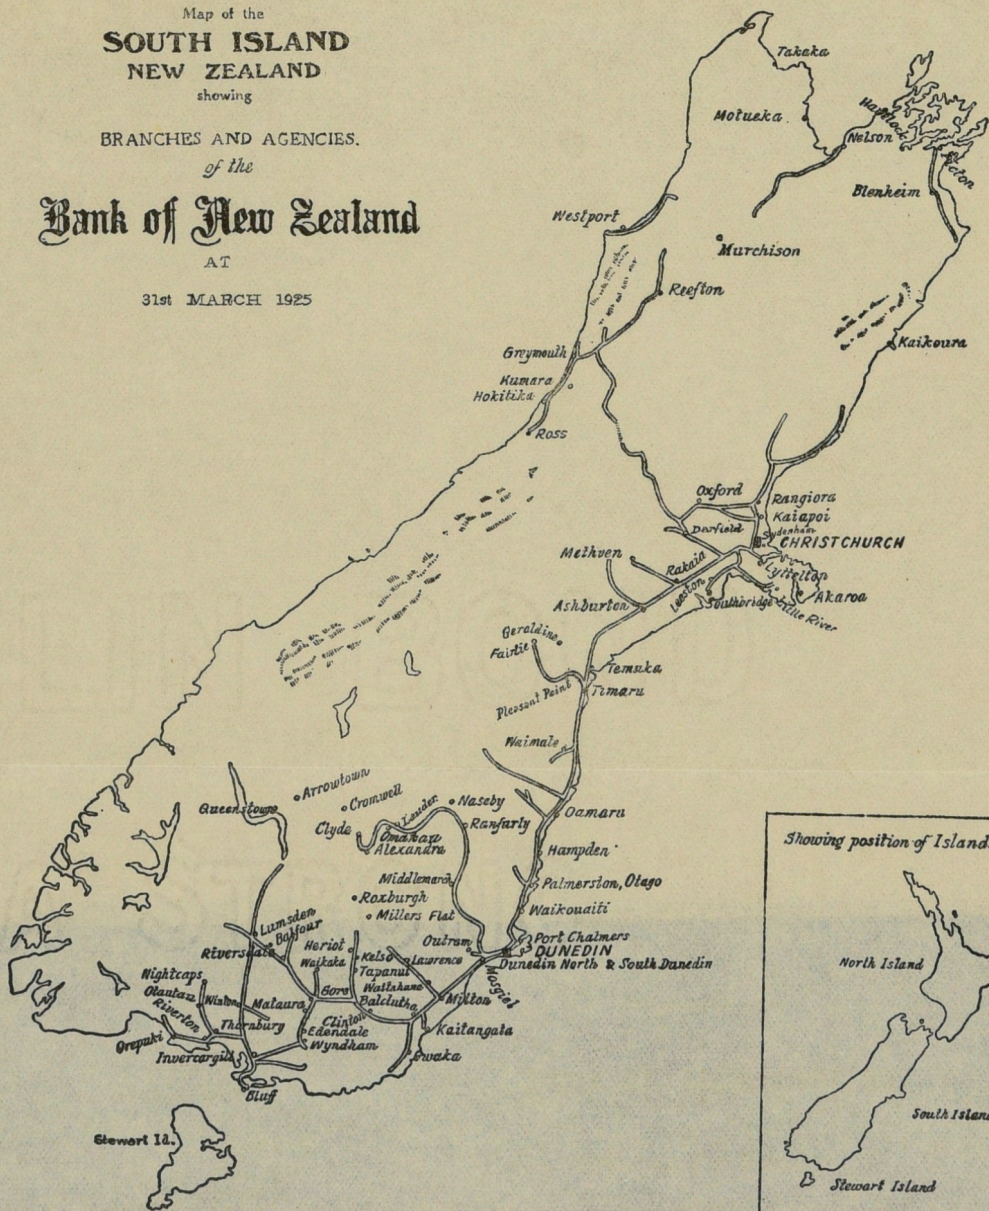 Map of the
SOUTH ISLAND
NEW ZEALAND
showing
BRANCHES AND AGENCIES.
of the
Bank of New Zealand
AT
31st MARCH 1925
Takaka
Motueka
Havelock
Nelson
Picton
Blenheim
Westport
Murchison
Reefton
Kaikoura
Greymouth
Kumara
Hokitika
Ross
Oxford
Rangiora
Kaiapoi
Darfield
Sydenham
CHRISTCHURCH
Methven
Rakaia
Lyttelton
Leeston
Ashburton
Southbridge
Little River
Akaroa
Geraldine
Fairlie
Temuka
Pleasant Point
Timaru
Waimate
Arrowtown
Queenstown
Cromwell
Lauder
Naseby
Clyde
Omakau
Ranfurly
Oamaru
Alexandra
Hampden
Middlemarch
Palmerston, Otago
Roxburgh
Waikouaiti
Millers Flat
Lumsden
Balfour
Outram
Port Chalmers
DUNEDIN
Dunedin North & South Dunedin
Riversdale
Heriot
Waikaka
Kelso
Lawrence
Tapanui
Mosgiel
Nightcaps
Otautau
Winton
Mataura
Gore
Waitahuna
Balclutha
Milton
Riverton
Thornbury
Clinton
Edendale
Wyndham
Kaitangata
Orepuki
Invercargill
Owaka
Bluff
Stewart Id.
Showing position of Island
North Island
South Island
Stewart Island